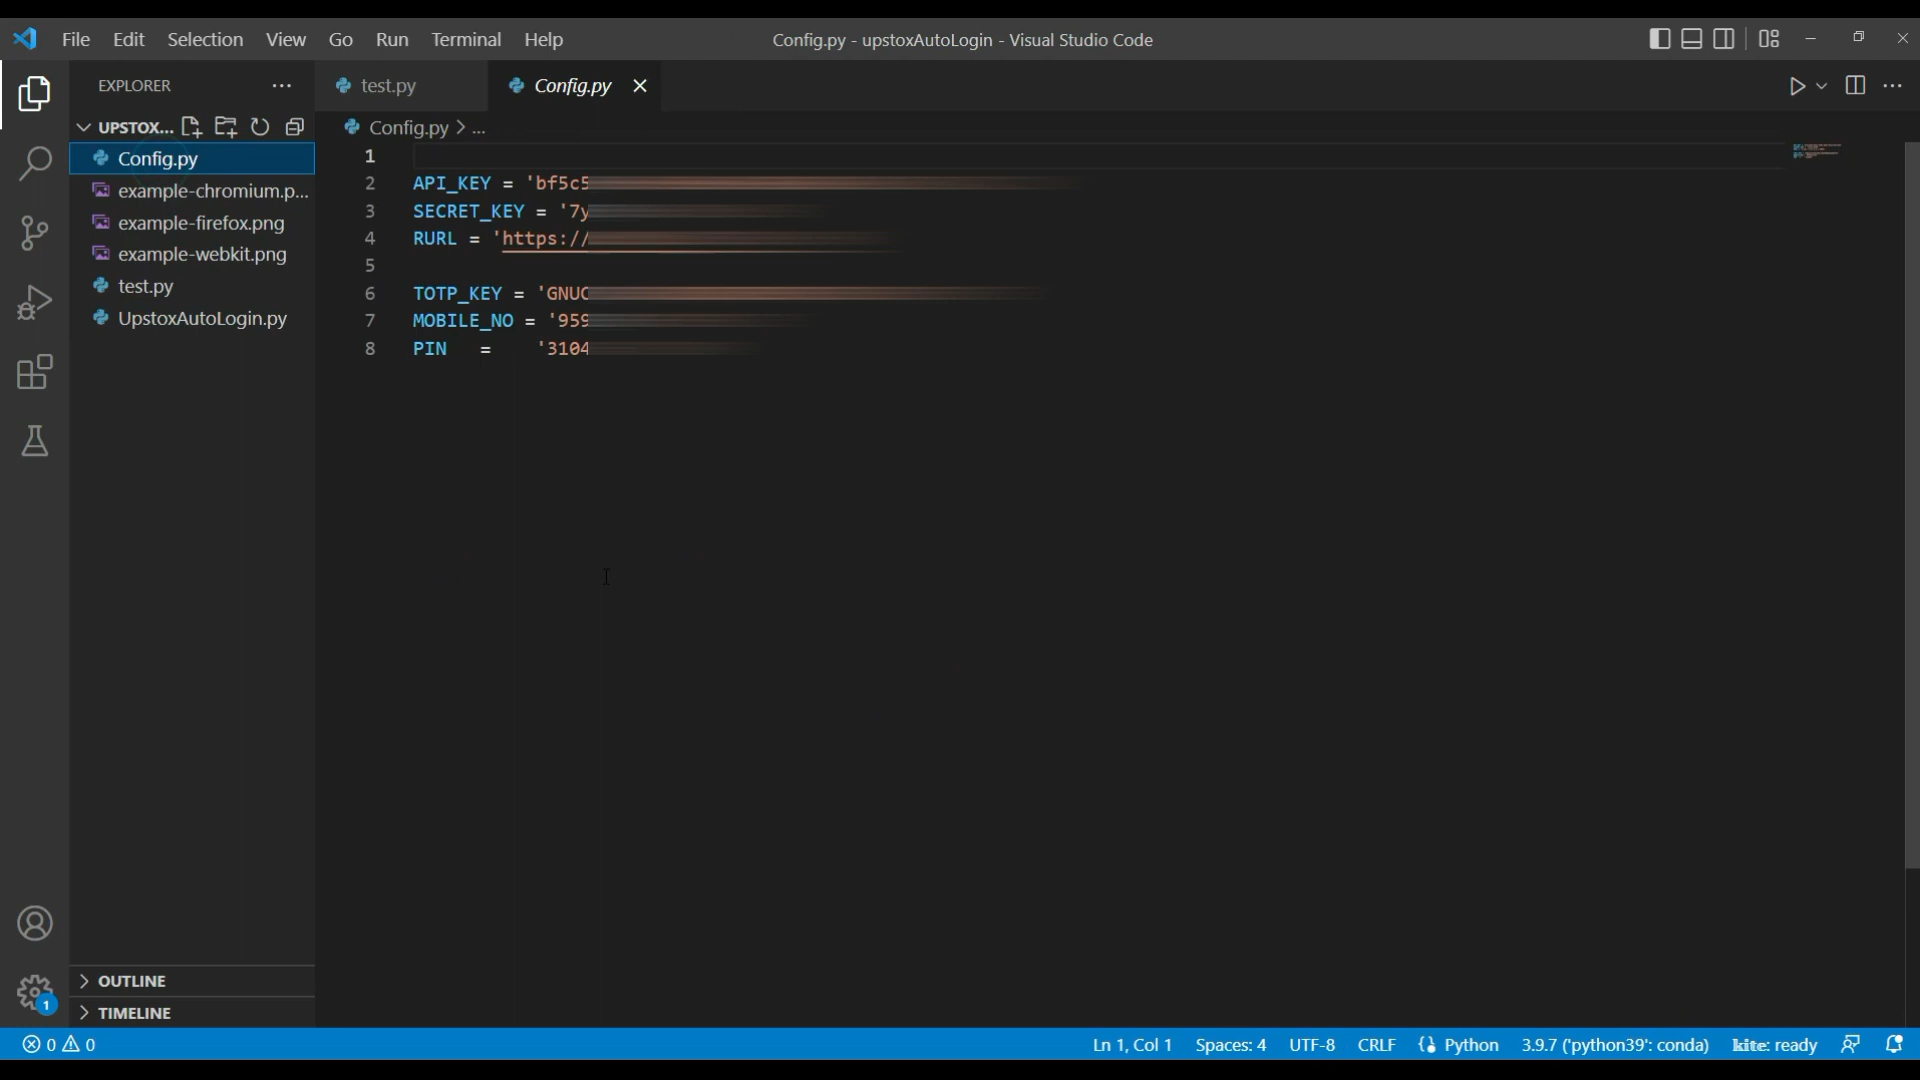 File Edit Selection View Go Run Terminal Help Config.py - upstoxAutoLogin - Visual Studio Code
EXPLORER ··· test.py Config.py
UPSTOX... Config.py > ...
Config.py
example-chromium.p...
example-firefox.png
example-webkit.png
test.py
UpstoxAutoLogin.py
1
2 API_KEY = 'bf5c5
3 SECRET_KEY = '7y
4 RURL = 'https://
5
6 TOTP_KEY = 'GNUC
7 MOBILE_NO = '959
8 PIN = '3104
OUTLINE
1
TIMELINE
0 0 Ln 1, Col 1 Spaces: 4 UTF-8 CRLF Python 3.9.7 ('python39': conda) kite: ready